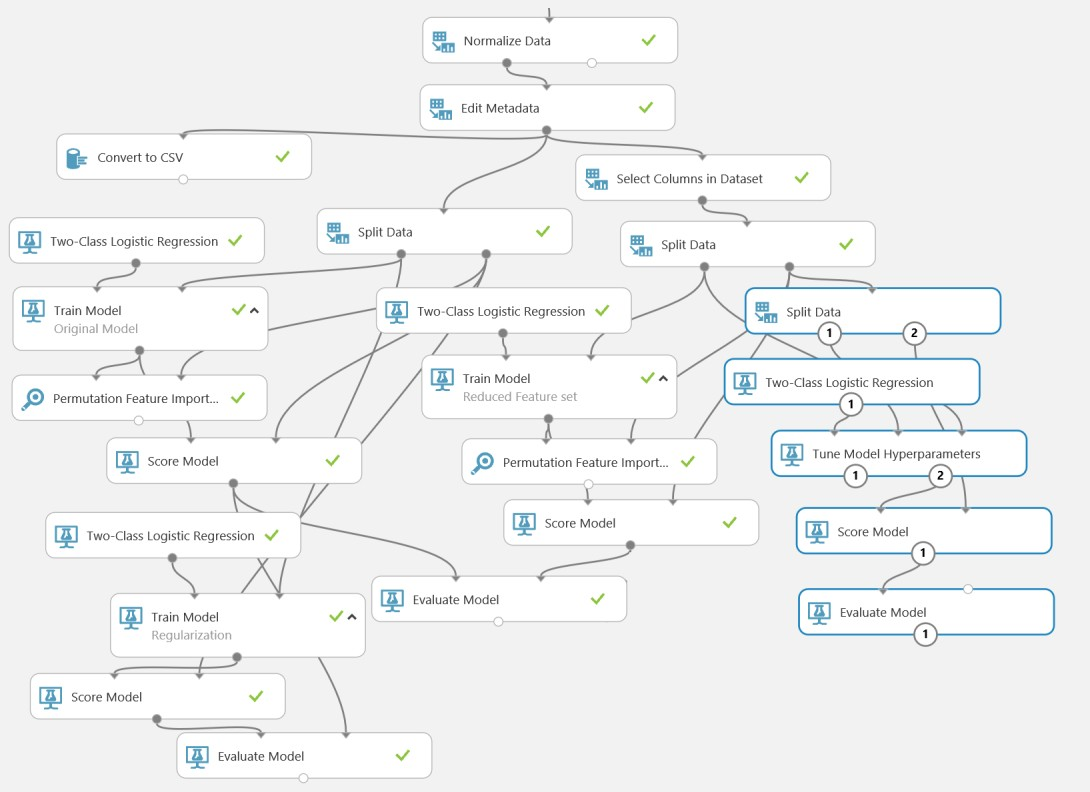 Normalize Data
Edit Metadata
Convert to CSV
Select Columns in Dataset
Split Data
Two-Class Logistic Regression
Split Data
Train Model
Original Model
Two-Class Logistic Regression
Split Data
1
2
Permutation Feature Import...
Train Model
Reduced Feature set
Two-Class Logistic Regression
1
Score Model
Permutation Feature Import...
Tune Model Hyperparameters
1
2
Two-Class Logistic Regression
Score Model
Score Model
1
Train Model
Regularization
Evaluate Model
Evaluate Model
1
Score Model
Evaluate Model